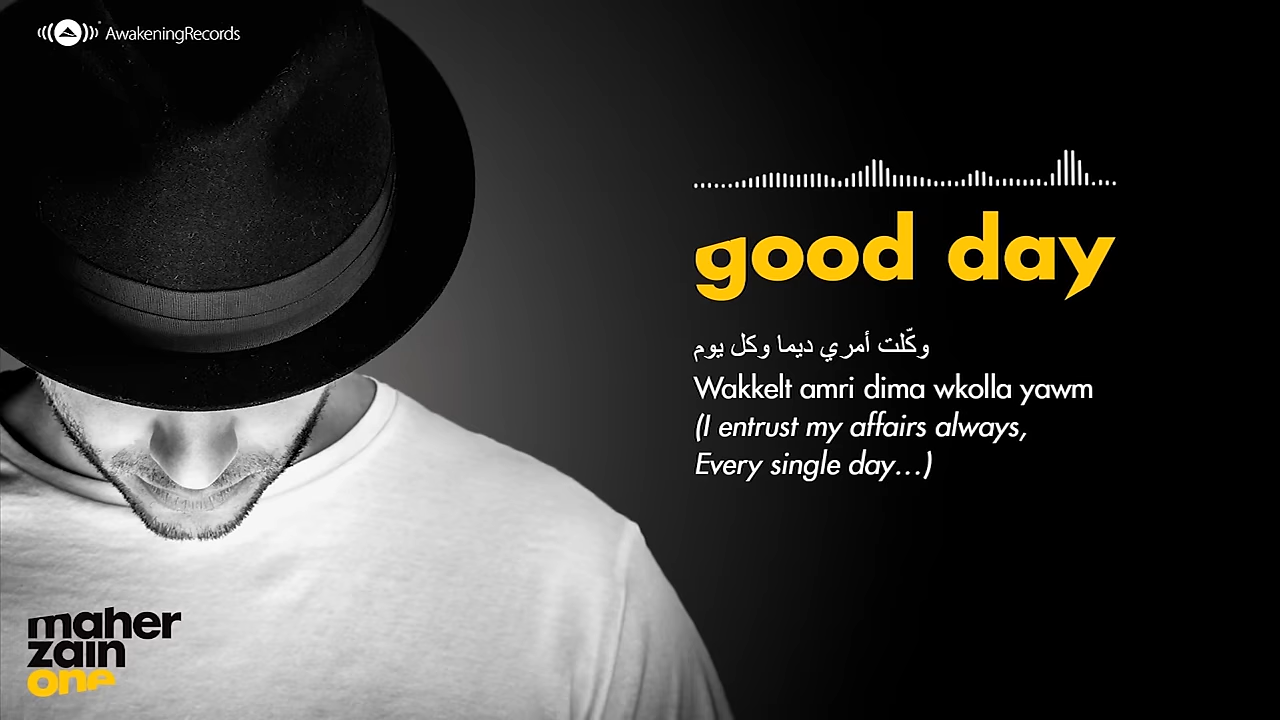 AwakeningRecords
good day
وكّلت أمري ديما وكل يوم
Wakkelt amri dima wkolla yawm
(I entrust my affairs always,
Every single day...)
maher
zain
one